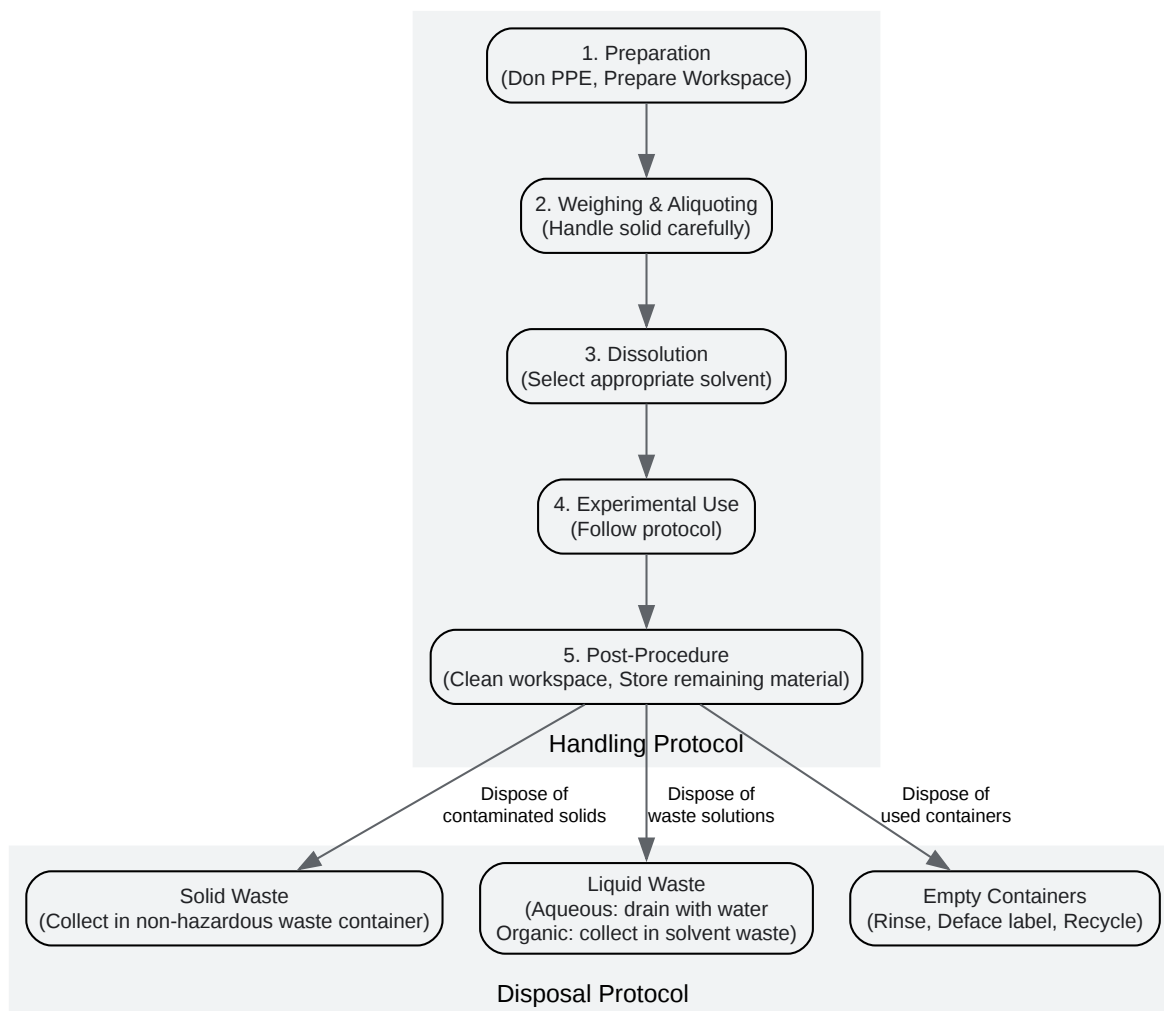 1. Preparation
(Don PPE, Prepare Workspace)
2. Weighing & Aliquoting
(Handle solid carefully)
3. Dissolution
(Select appropriate solvent)
4. Experimental Use
(Follow protocol)
5. Post-Procedure
(Clean workspace, Store remaining material)
Handling Protocol
Dispose of
contaminated solids
Dispose of
waste solutions
Dispose of
used containers
Solid Waste
(Collect in non-hazardous waste container)
Liquid Waste
(Aqueous: drain with water
Organic: collect in solvent waste)
Empty Containers
(Rinse, Deface label, Recycle)
Disposal Protocol